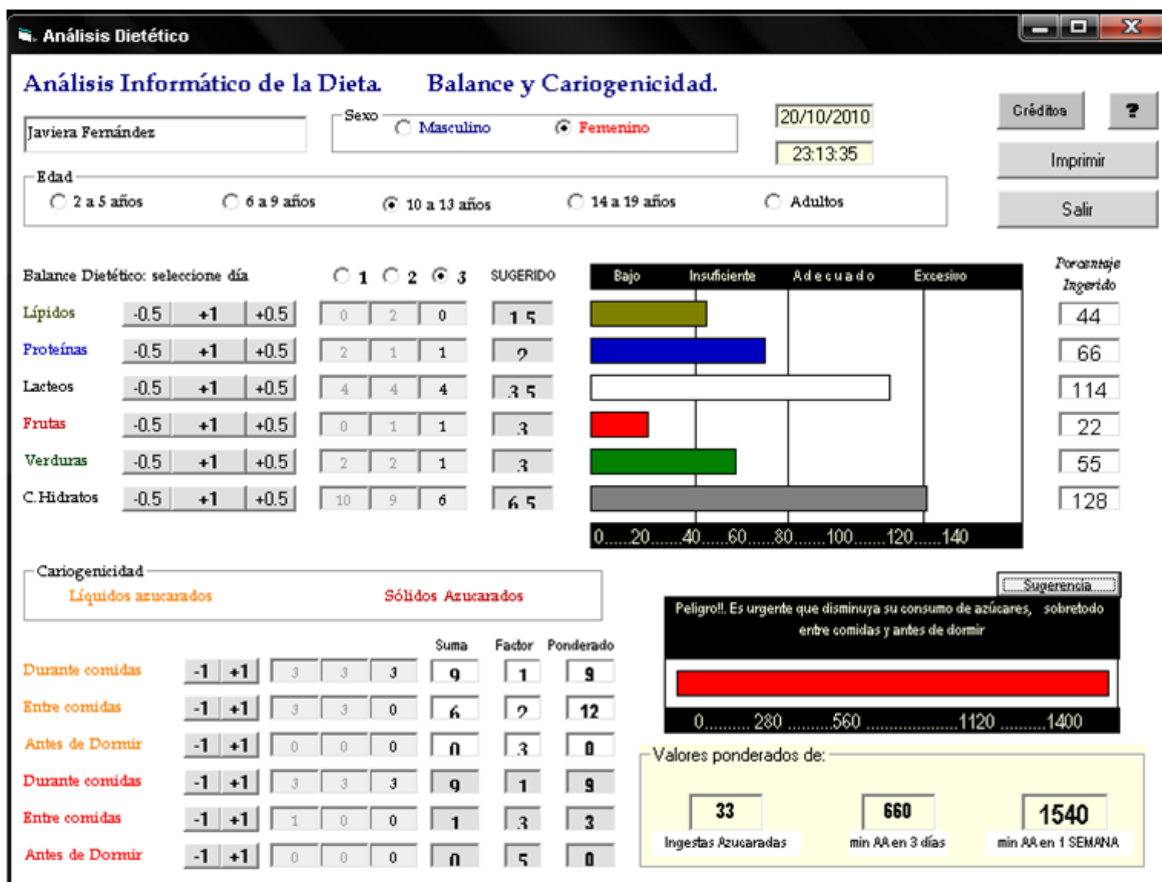 Análisis Dietético
Análisis Informático de la Dieta. Balance y Cariogenicidad.
Javiera Fernández
Sexo
Masculino Femenino
20/10/2010
23:13:35
Créditos ?
Imprimir
Salir
Edad
2 a 5 años 6 a 9 años 10 a 13 años 14 a 19 años Adultos
Balance Dietético: seleccione día 1 2 3 SUGERIDO
Bajo Insuficiente Adecuado Excesivo
Porcentaje
Ingerido
Lípidos -0.5 +1 +0.5 0 2 0 1.5 44
Proteínas -0.5 +1 +0.5 2 1 1 2 66
Lacteos -0.5 +1 +0.5 4 4 4 3.5 114
Frutas -0.5 +1 +0.5 0 1 1 3 22
Verduras -0.5 +1 +0.5 2 2 1 3 55
C.Hidratos -0.5 +1 +0.5 10 9 6 6.5 128
0......20.......40......60......80.......100.......120......140
Cariogenicidad
Líquidos azucarados Sólidos Azucarados
Sugerencia
Peligro!!. Es urgente que disminuya su consumo de azúcares, sobretodo
entre comidas y antes de dormir
0..........280 .....560 ..................1120 .........1400
Suma Factor Ponderado
Durante comidas -1 +1 3 3 3 9 1 9
Entre comidas -1 +1 3 3 0 6 2 12
Antes de Dormir -1 +1 0 0 0 0 3 0
Durante comidas -1 +1 3 3 3 9 1 9
Entre comidas -1 +1 1 0 0 1 3 3
Antes de Dormir -1 +1 0 0 0 0 5 0
Valores ponderados de:
33 660 1540
Ingestas Azucaradas min AA en 3 días min AA en 1 SEMANA